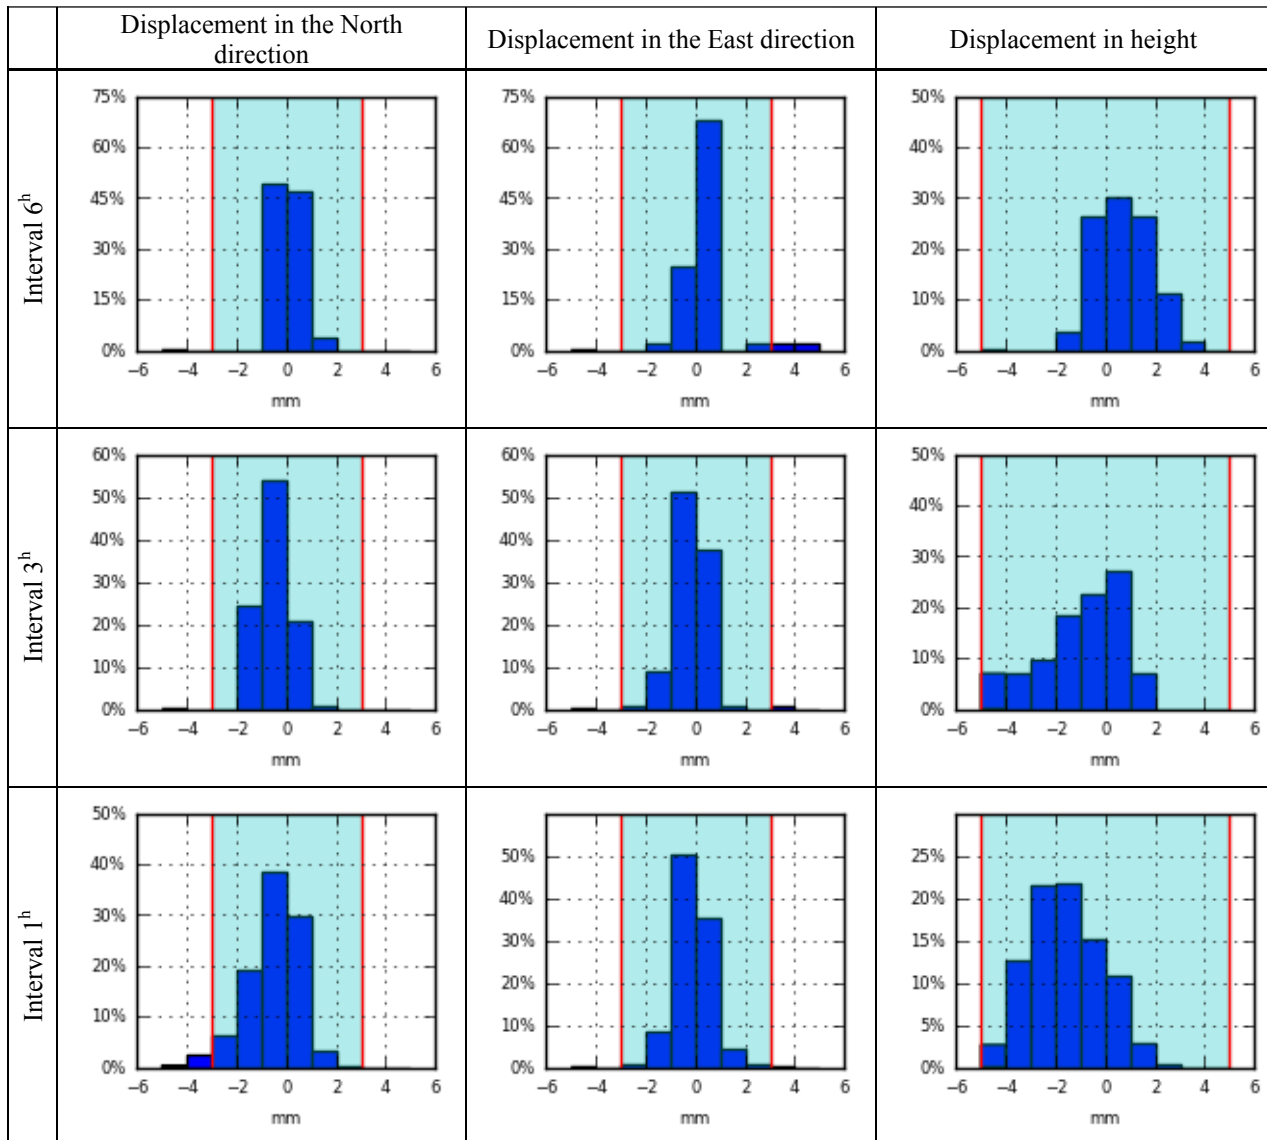 Displacement in the North
direction
Displacement in the East direction
Displacement in height
Interval 6h
75%
60%
45%
30%
15%
0%
−6 −4 −2 0 2 4 6
mm
75%
60%
45%
30%
15%
0%
−6 −4 −2 0 2 4 6
mm
50%
40%
30%
20%
10%
0%
−6 −4 −2 0 2 4 6
mm
Interval 3h
60%
50%
40%
30%
20%
10%
0%
−6 −4 −2 0 2 4 6
mm
60%
50%
40%
30%
20%
10%
0%
−6 −4 −2 0 2 4 6
mm
50%
40%
30%
20%
10%
0%
−6 −4 −2 0 2 4 6
mm
Interval 1h
50%
40%
30%
20%
10%
0%
−6 −4 −2 0 2 4 6
mm
50%
40%
30%
20%
10%
0%
−6 −4 −2 0 2 4 6
mm
25%
20%
15%
10%
5%
0%
−6 −4 −2 0 2 4 6
mm